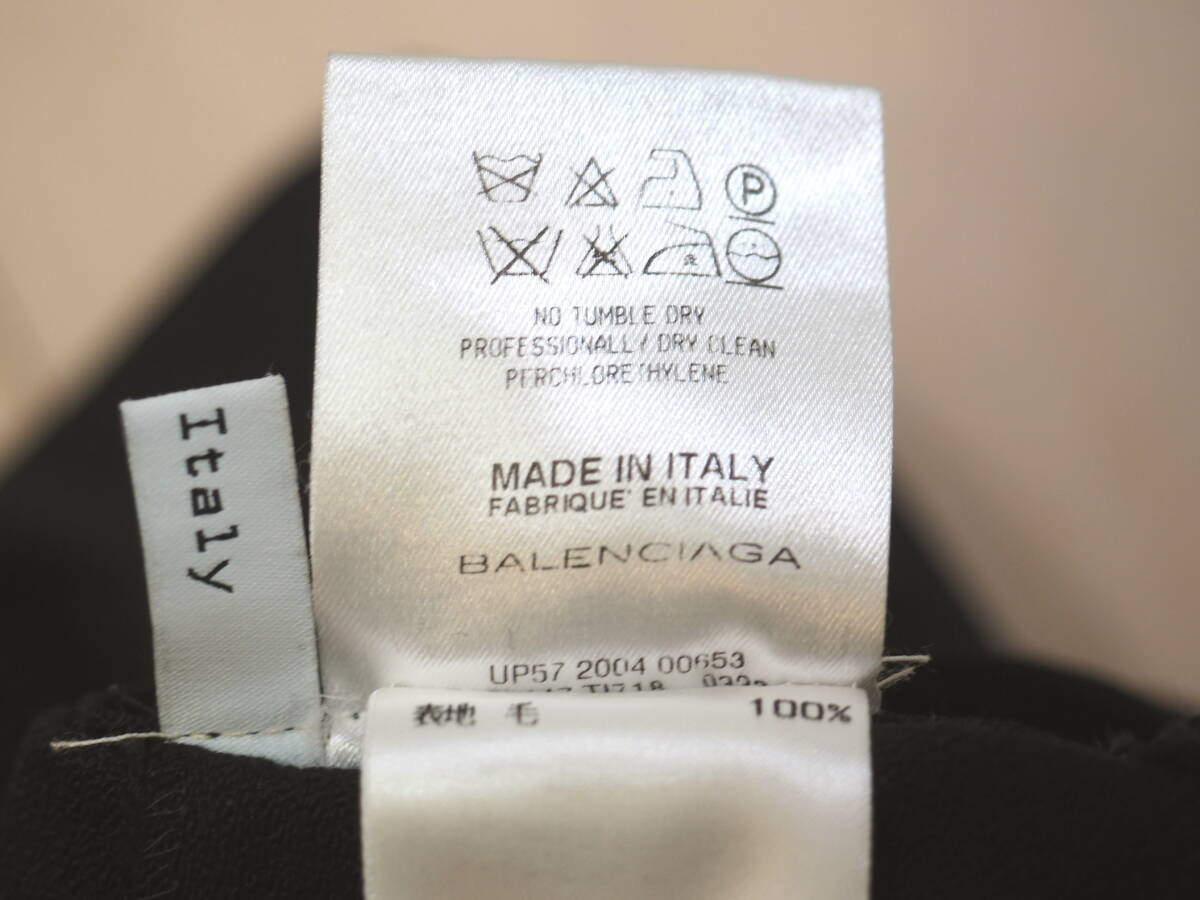 P
NO TUMBLE DRY
PROFESSIONALLY DRY CLEAN
PERCHLORETHYLENE
MADE IN ITALY
FABRIQUE' EN ITALIE
BALENCIAGA
UP57 2004 00653
Italy
表地 毛 100%